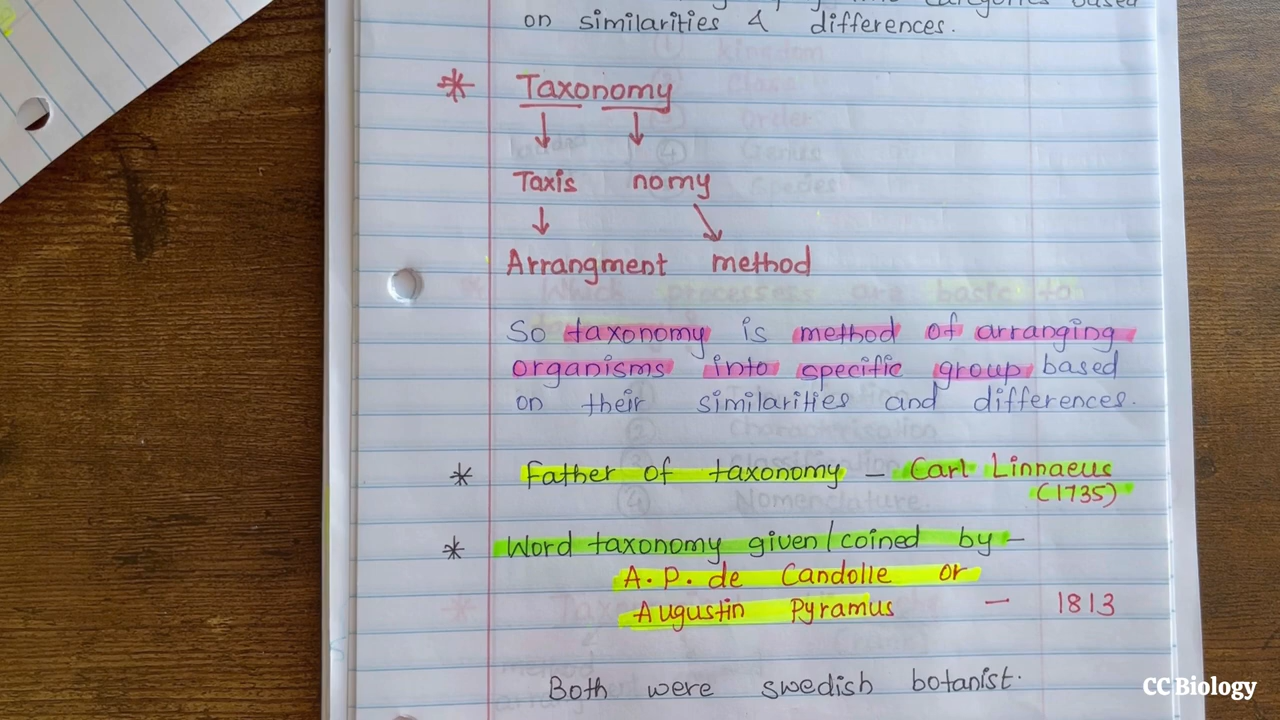 categories based
on similarities & differences.
* Taxonomy
Taxis nomy
Arrangment method
So taxonomy is method of arranging
organisms into specific group based
on their similarities and differences.
* Father of taxonomy – Carl Linnaeus
(1735)
* Word taxonomy given/coined by –
A. P. de Candolle or
Augustin Pyramus – 1813
Both were swedish botanist.
CC Biology